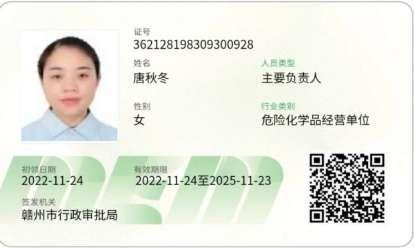 证号
362128198309300928
姓名
唐秋冬
人员类型
主要负责人
性别
女
行业类别
危险化学品经营单位
初领日期
2022-11-24
有效期限
2022-11-24至2025-11-23
签发机关
赣州市行政审批局
MEM